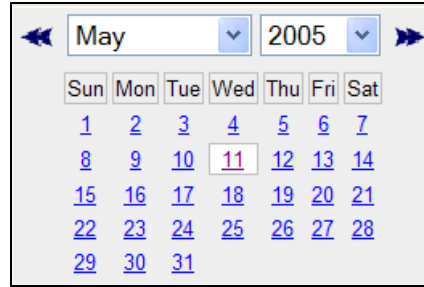 May 2005
Sun Mon Tue Wed Thu Fri Sat
1 2 3 4 5 6 7
8 9 10 11 12 13 14
15 16 17 18 19 20 21
22 23 24 25 26 27 28
29 30 31